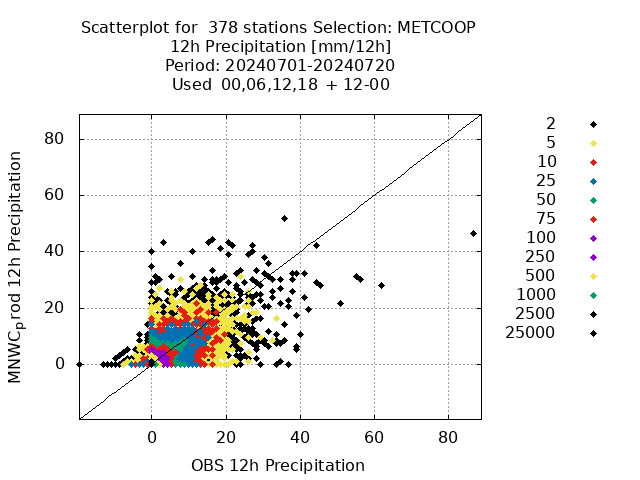 Scatterplot for  378 stations Selection: METCOOP
12h Precipitation [mm/12h]
Period: 20240701-20240720
Used  00,06,12,18  + 12-00
80
60
40
20
0
MNWC_prod 12h Precipitation
0 20 40 60 80
OBS 12h Precipitation
2
5
10
25
50
75
100
250
500
1000
2500
25000